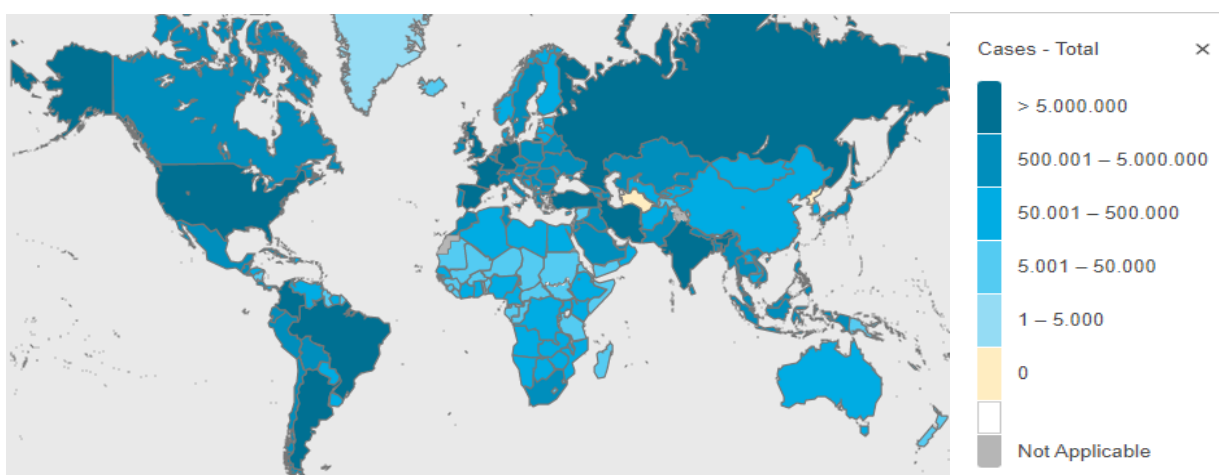 Cases - Total ×
> 5.000.000
500.001 – 5.000.000
50.001 – 500.000
5.001 – 50.000
1 – 5.000
0
Not Applicable